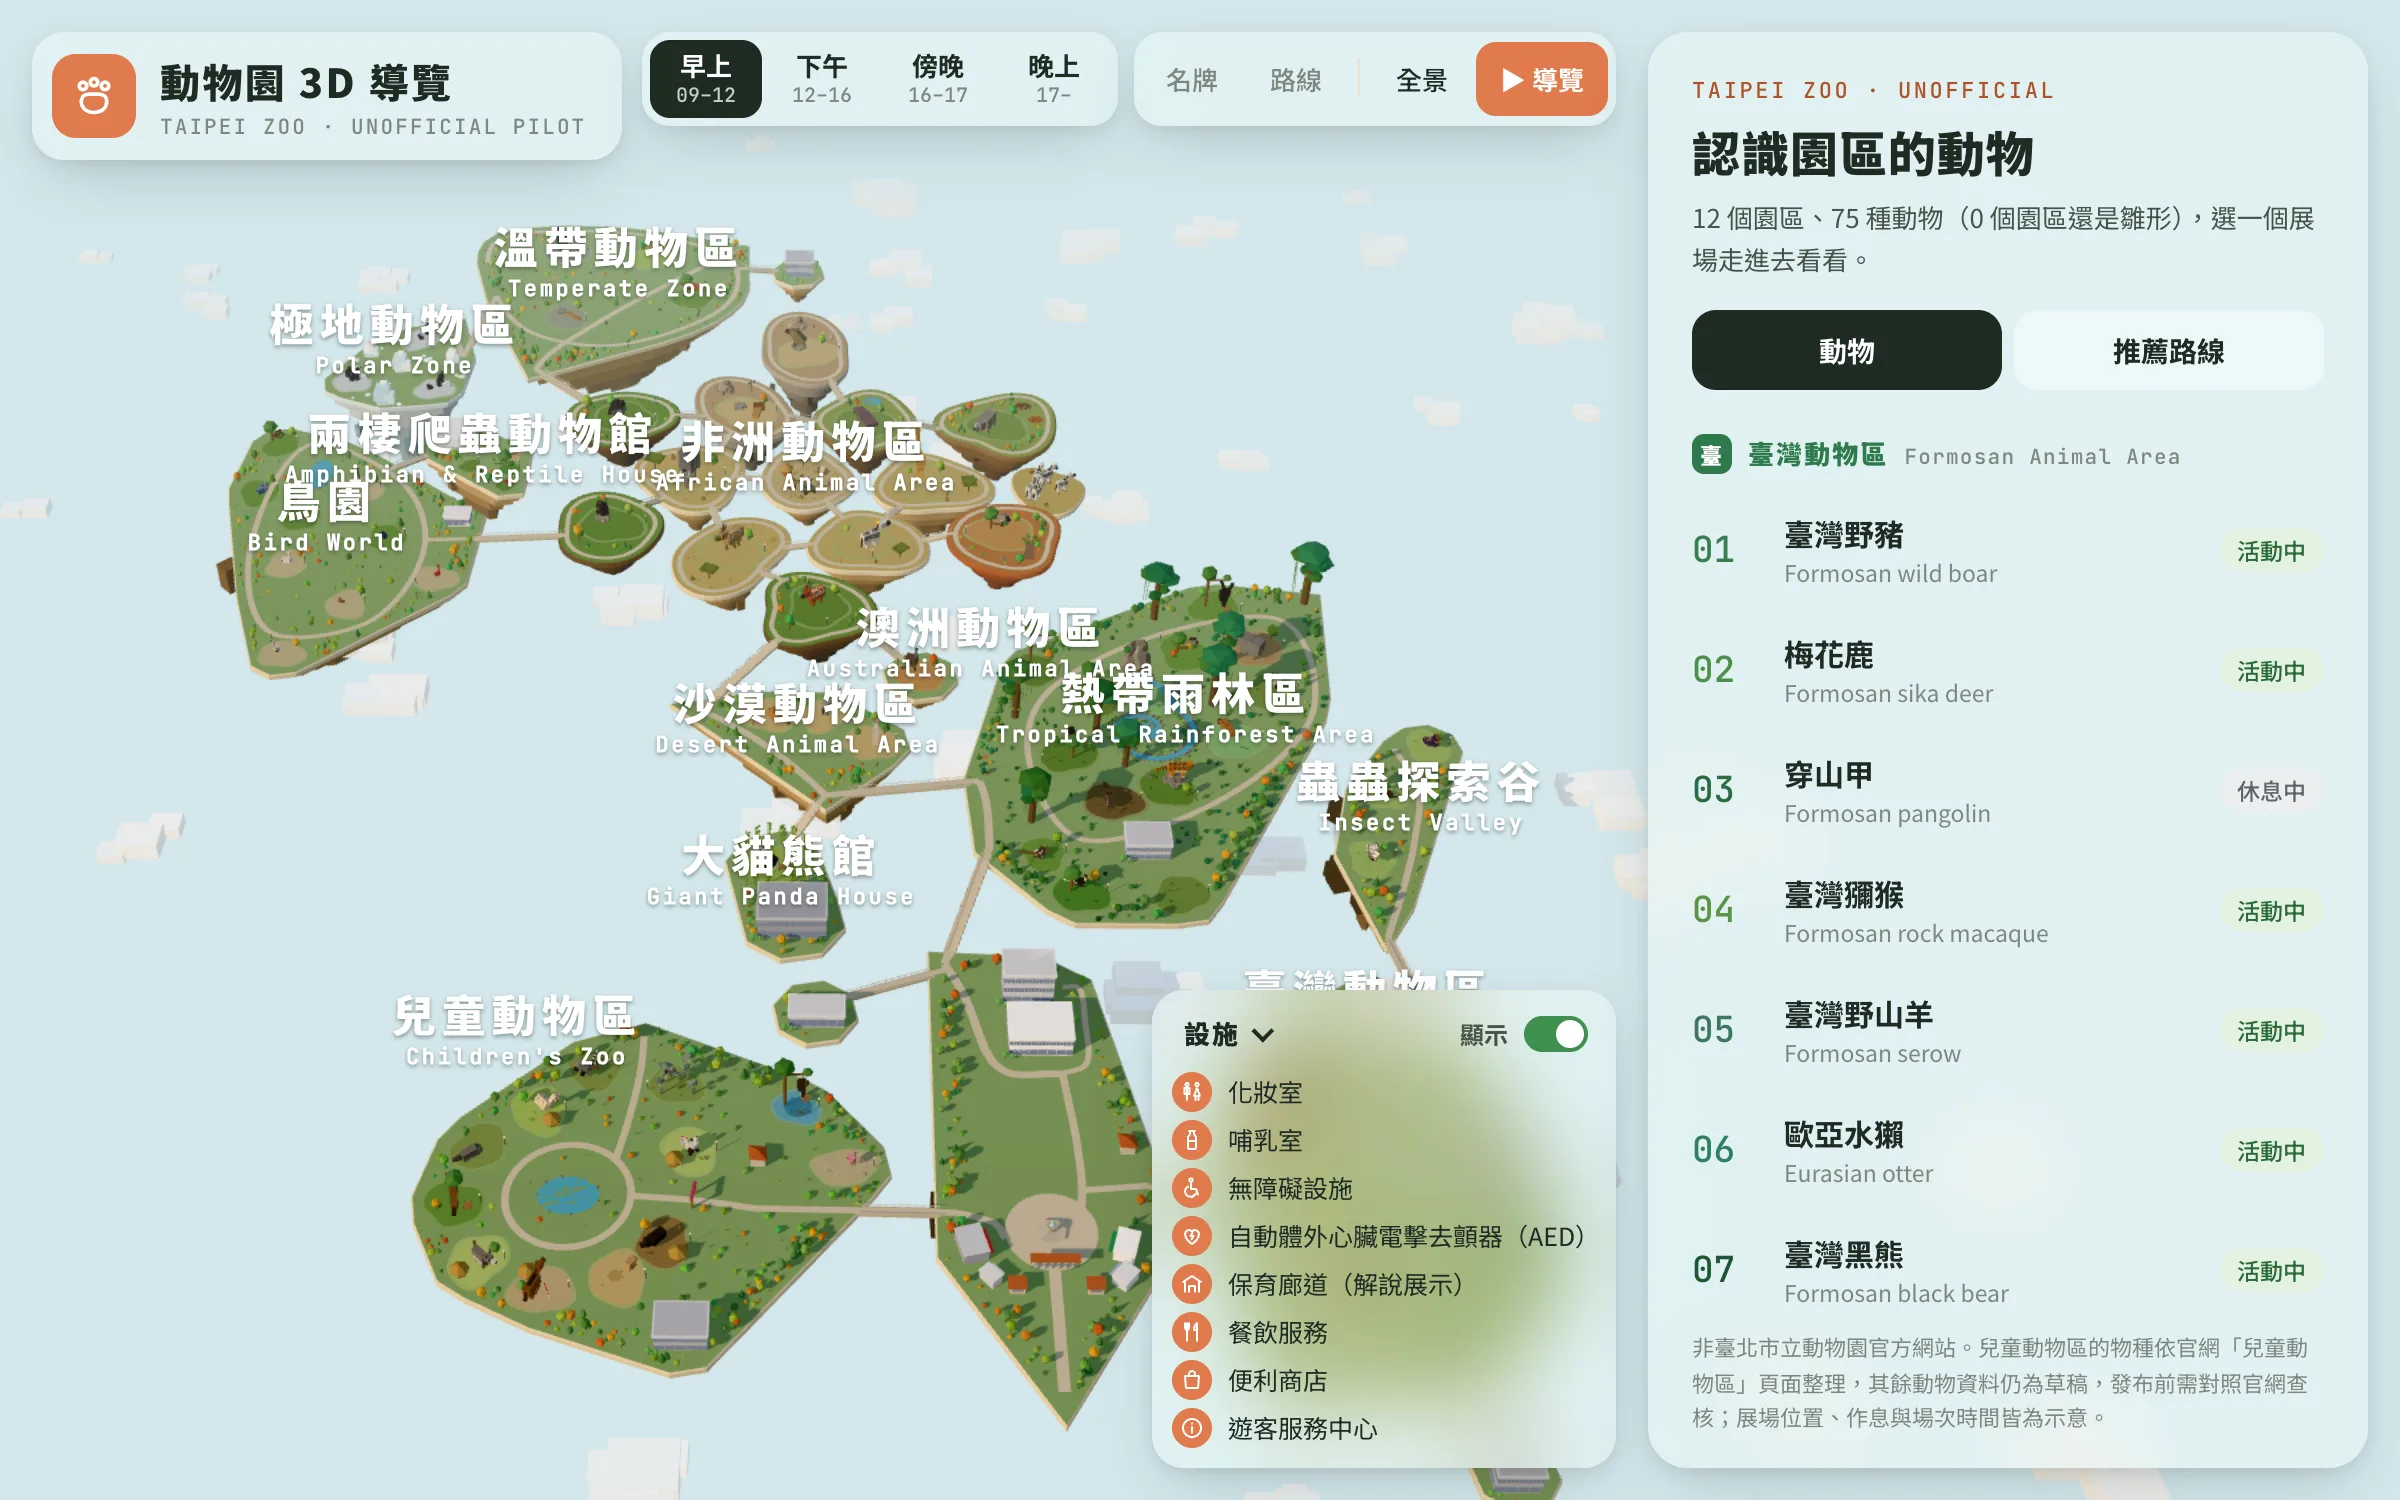 動物園 3D 導覽
TAIPEI ZOO · UNOFFICIAL PILOT
早上
09-12
下午
12-16
傍晚
16-17
晚上
17-
名牌
路線
全景
▶ 導覽
溫帶動物區
Temperate Zone
極地動物區
Polar Zone
兩棲爬蟲動物館
Amphibian & Reptile House
非洲動物區
African Animal Area
鳥園
Bird World
澳洲動物區
Australian Animal Area
沙漠動物區
Desert Animal Area
熱帶雨林區
Tropical Rainforest Area
蟲蟲探索谷
Insect Valley
大貓熊館
Giant Panda House
臺灣動物區
兒童動物區
Children's Zoo
設施
顯示
化妝室
哺乳室
無障礙設施
自動體外心臟電擊去顫器（AED）
保育廊道（解說展示）
餐飲服務
便利商店
遊客服務中心
TAIPEI ZOO · UNOFFICIAL
認識園區的動物
12 個園區、75 種動物（0 個園區還是雛形），選一個展
場走進去看看。
動物
推薦路線
臺 臺灣動物區 Formosan Animal Area
01 臺灣野豬 活動中
Formosan wild boar
02 梅花鹿 活動中
Formosan sika deer
03 穿山甲 休息中
Formosan pangolin
04 臺灣獼猴 活動中
Formosan rock macaque
05 臺灣野山羊 活動中
Formosan serow
06 歐亞水獺 活動中
Eurasian otter
07 臺灣黑熊 活動中
Formosan black bear
非臺北市立動物園官方網站。兒童動物區的物種依官網「兒童動
物區」頁面整理，其餘動物資料仍為草稿，發布前需對照官網查
核；展場位置、作息與場次時間皆為示意。